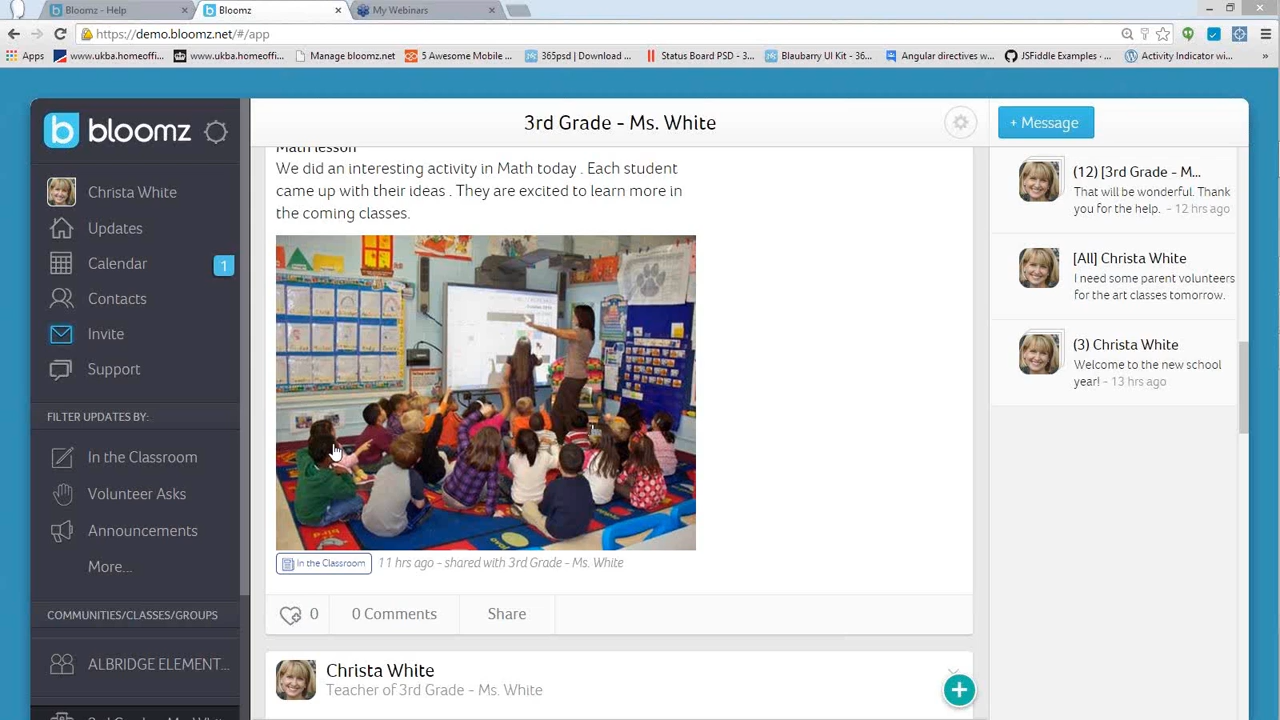 Bloomz - Help
Bloomz
My Webinars
https://demo.bloomz.net/#/app
Apps
www.ukba.homeoffi...
www.ukba.homeoffi...
Manage bloomz.net
5 Awesome Mobile ...
365psd | Download ...
Status Board PSD - 3...
Blaubarry UI Kit - 36...
Angular directives w...
JSFiddle Examples · ...
Activity Indicator wi...
»
b bloomz
Christa White
Updates
Calendar
1
Contacts
Invite
Support
FILTER UPDATES BY:
In the Classroom
Volunteer Asks
Announcements
More...
COMMUNITIES/CLASSES/GROUPS
ALBRIDGE ELEMENT...
3rd Grade - Ms. Whit
3rd Grade - Ms. White
Math lesson
We did an interesting activity in Math today . Each student
came up with their ideas . They are excited to learn more in
the coming classes.
In the Classroom
11 hrs ago - shared with 3rd Grade - Ms. White
0
0 Comments
Share
Christa White
Teacher of 3rd Grade - Ms. White
+
+ Message
(12) [3rd Grade - M...
That will be wonderful. Thank
you for the help. - 12 hrs ago
[All] Christa White
I need some parent volunteers
for the art classes tomorrow.
(3) Christa White
Welcome to the new school
year! - 13 hrs ago